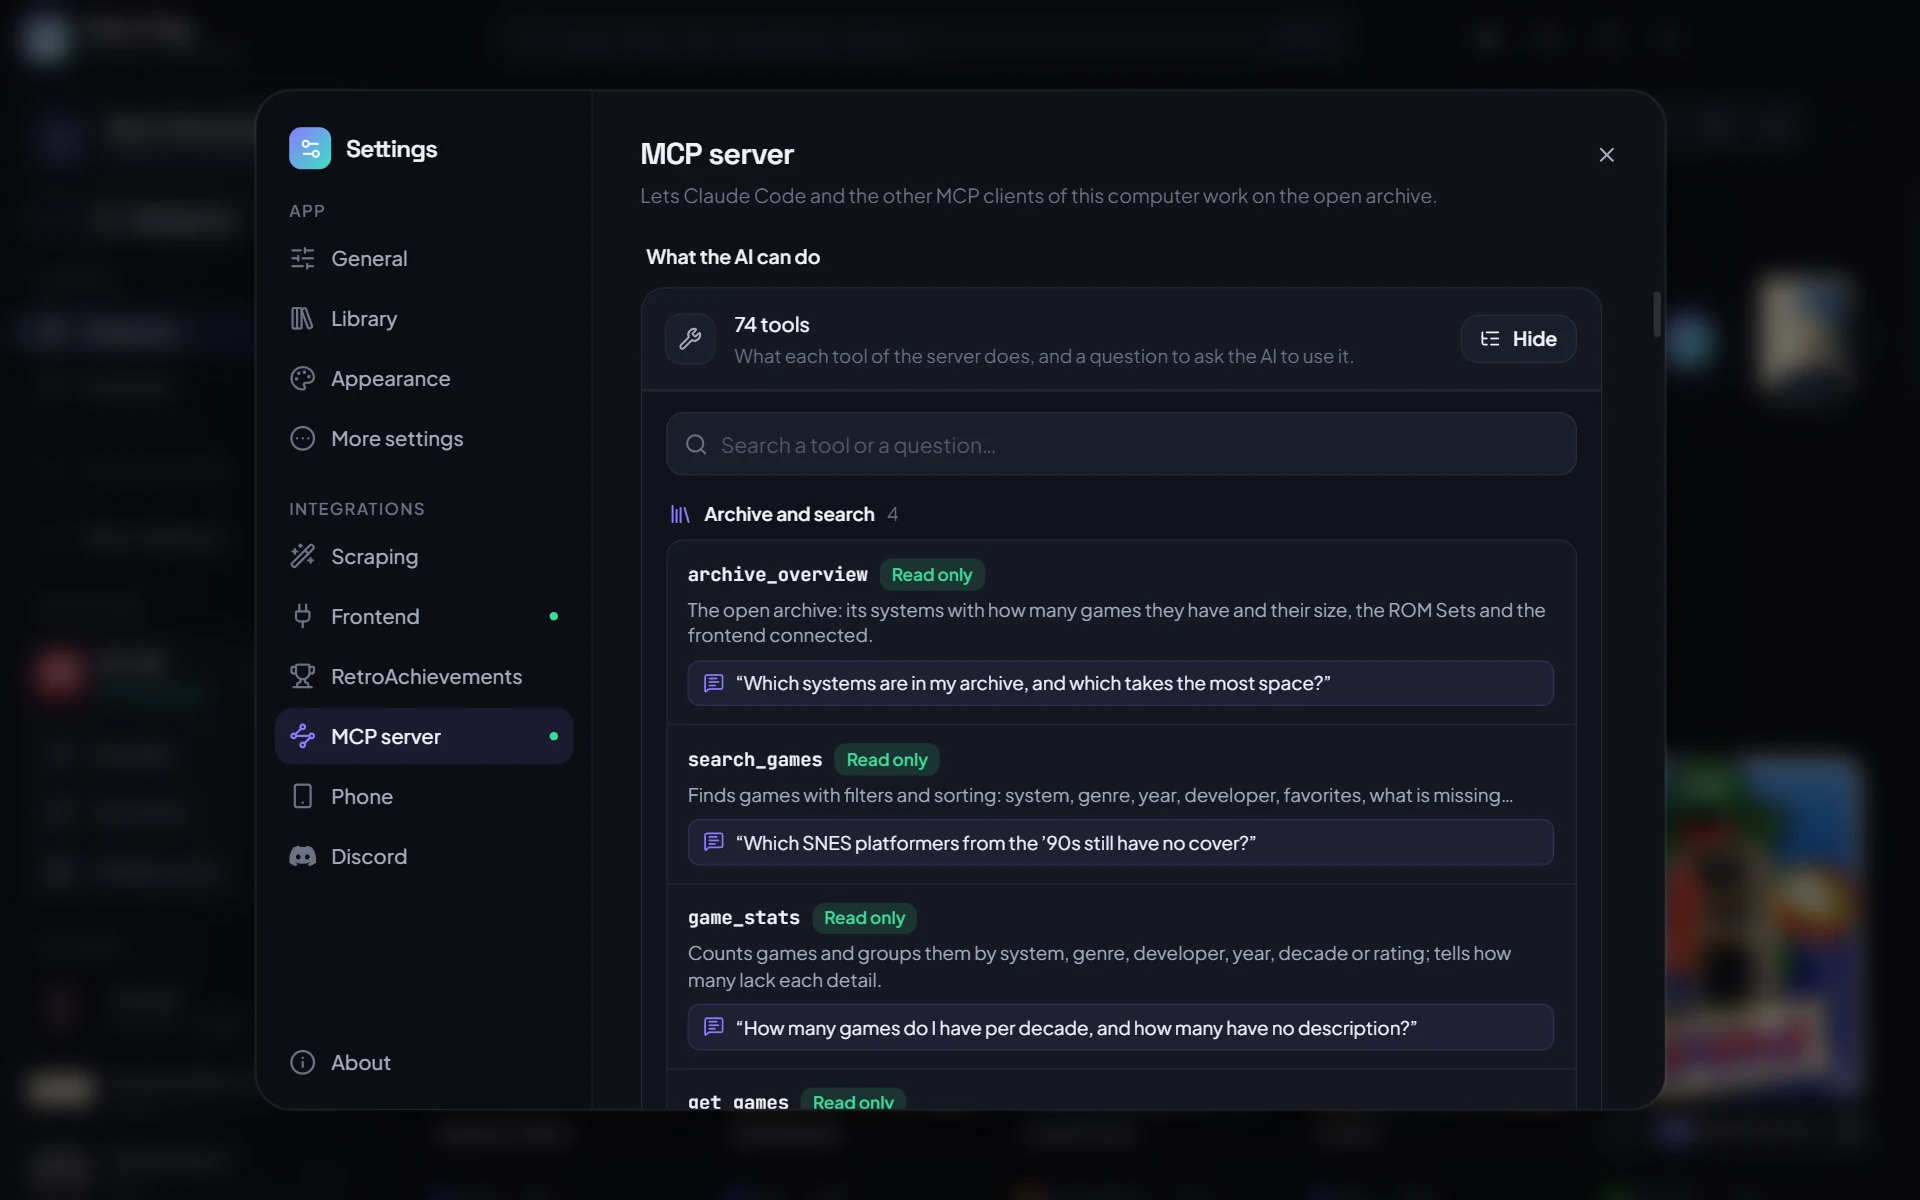 Settings
APP
General
Library
Appearance
More settings
INTEGRATIONS
Scraping
Frontend
RetroAchievements
MCP server
Phone
Discord
About
MCP server
Lets Claude Code and the other MCP clients of this computer work on the open archive.
What the AI can do
74 tools
What each tool of the server does, and a question to ask the AI to use it.
Hide
Search a tool or a question…
Archive and search 4
archive_overview Read only
The open archive: its systems with how many games they have and their size, the ROM Sets and the
frontend connected.
“Which systems are in my archive, and which takes the most space?”
search_games Read only
Finds games with filters and sorting: system, genre, year, developer, favorites, what is missing…
“Which SNES platformers from the ’90s still have no cover?”
game_stats Read only
Counts games and groups them by system, genre, developer, year, decade or rating; tells how
many lack each detail.
“How many games do I have per decade, and how many have no description?”
get_games Read only